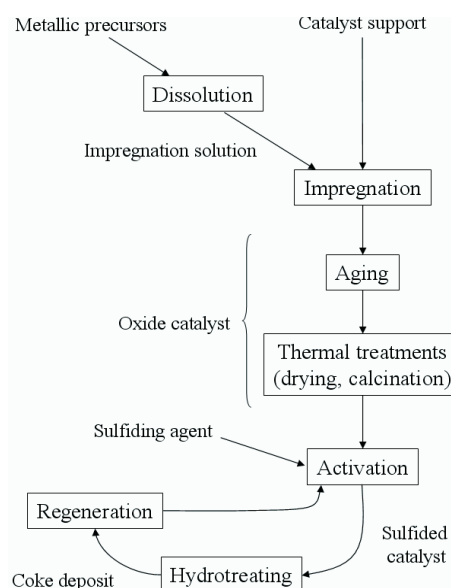 Metallic precursors
Catalyst support
Dissolution
Impregnation solution
Impregnation
Aging
Oxide catalyst
Thermal treatments
(drying, calcination)
Sulfiding agent
Activation
Regeneration
Sulfided
catalyst
Coke deposit
Hydrotreating